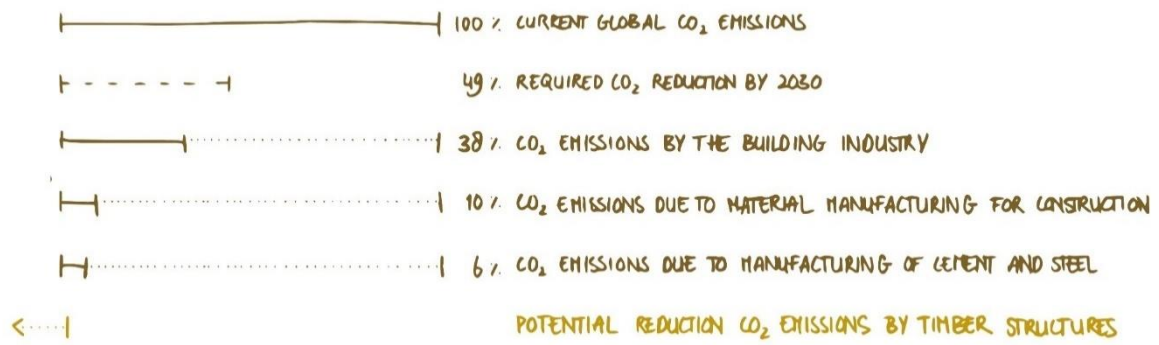 100 % CURRENT GLOBAL CO₂ EMISSIONS
49 % REQUIRED CO₂ REDUCTION BY 2030
38 % CO₂ EMISSIONS BY THE BUILDING INDUSTRY
10 % CO₂ EMISSIONS DUE TO MATERIAL MANUFACTURING FOR CONSTRUCTION
6 % CO₂ EMISSIONS DUE TO MANUFACTURING OF CEMENT AND STEEL
POTENTIAL REDUCTION CO₂ EMISSIONS BY TIMBER STRUCTURES